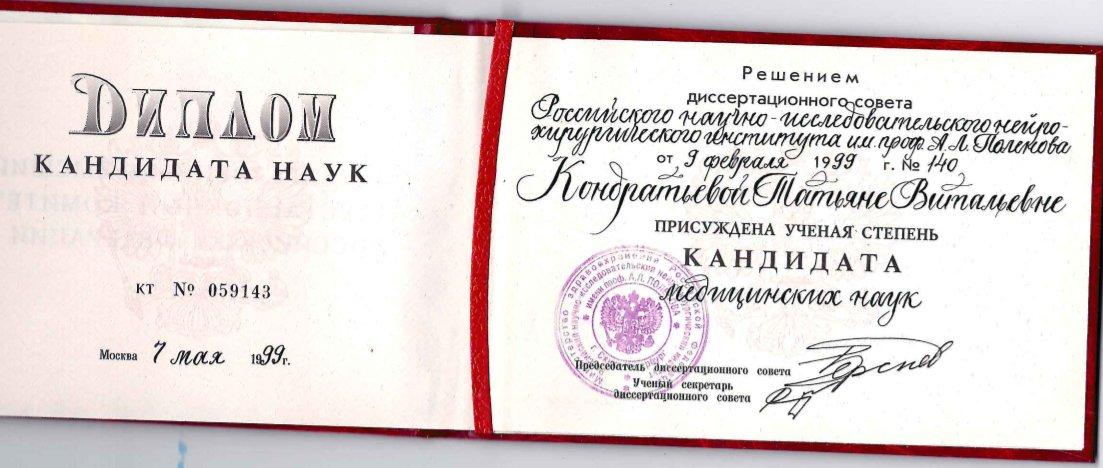 ДИПЛОМ
КАНДИДАТА НАУК
КТ № 059143
Москва 7 мая 1999г.
Решением
диссертационного совета
Российского научно-исследовательского нейро-
хирургического института им. проф. А. Л. Поленова
от 9 февраля 1999 г. № 140
Кондратьевой Татьяне Витальевне
ПРИСУЖДЕНА УЧЕНАЯ СТЕПЕНЬ
КАНДИДАТА
медицинских наук
Председатель диссертационного совета
Ученый секретарь
диссертационного совета